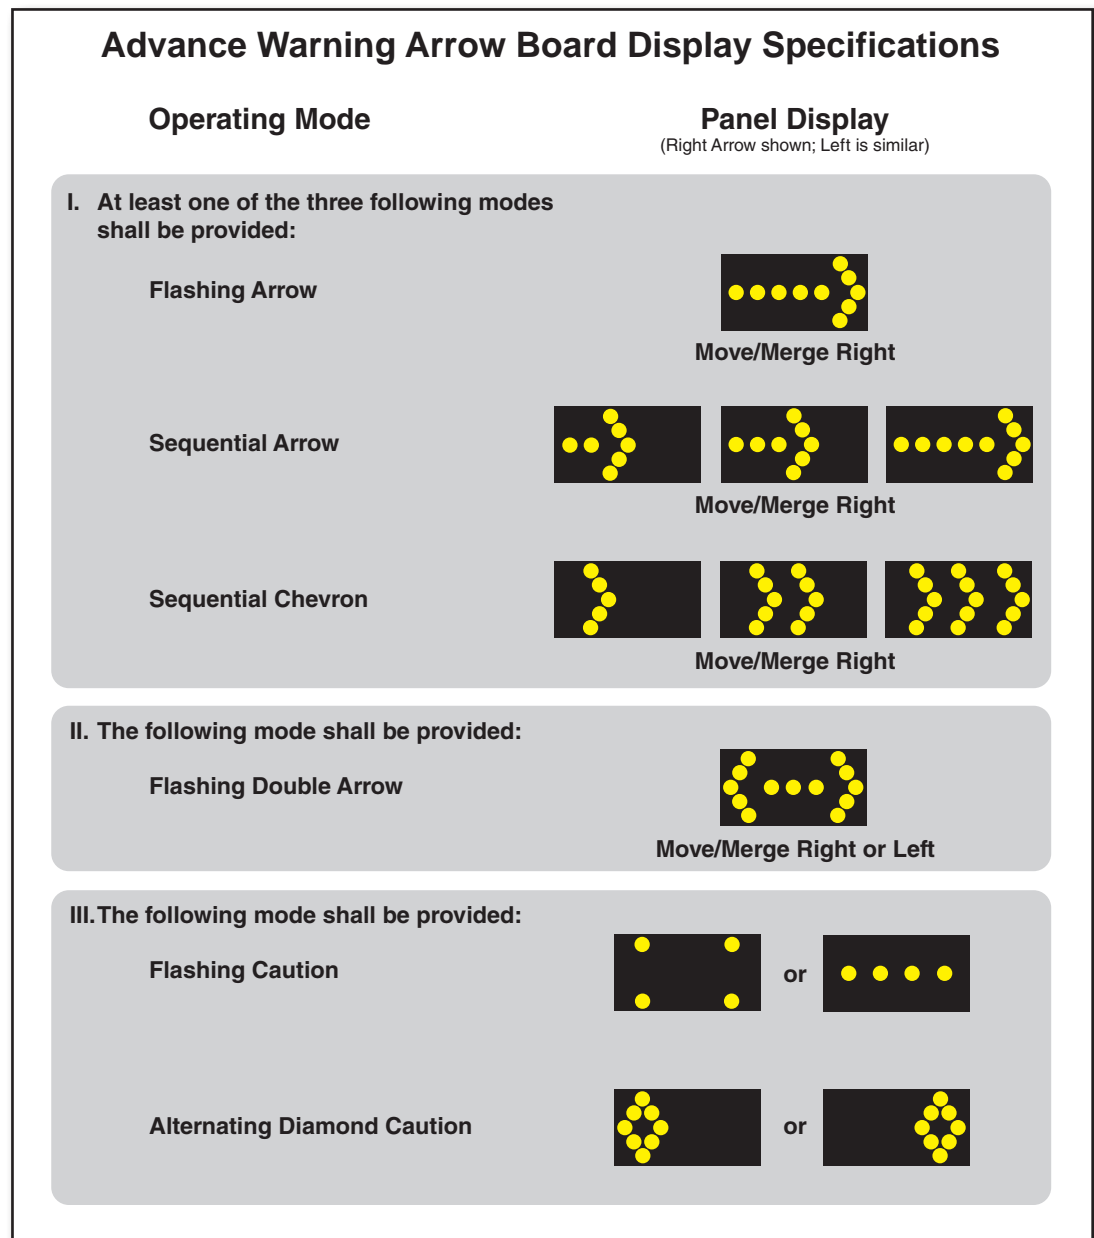 Advance Warning Arrow Board Display Specifications
Operating Mode
Panel Display
(Right Arrow shown; Left is similar)
I. At least one of the three following modes
shall be provided:
Flashing Arrow
Move/Merge Right
Sequential Arrow
Move/Merge Right
Sequential Chevron
Move/Merge Right
II. The following mode shall be provided:
Flashing Double Arrow
Move/Merge Right or Left
III. The following mode shall be provided:
Flashing Caution
or
Alternating Diamond Caution
or